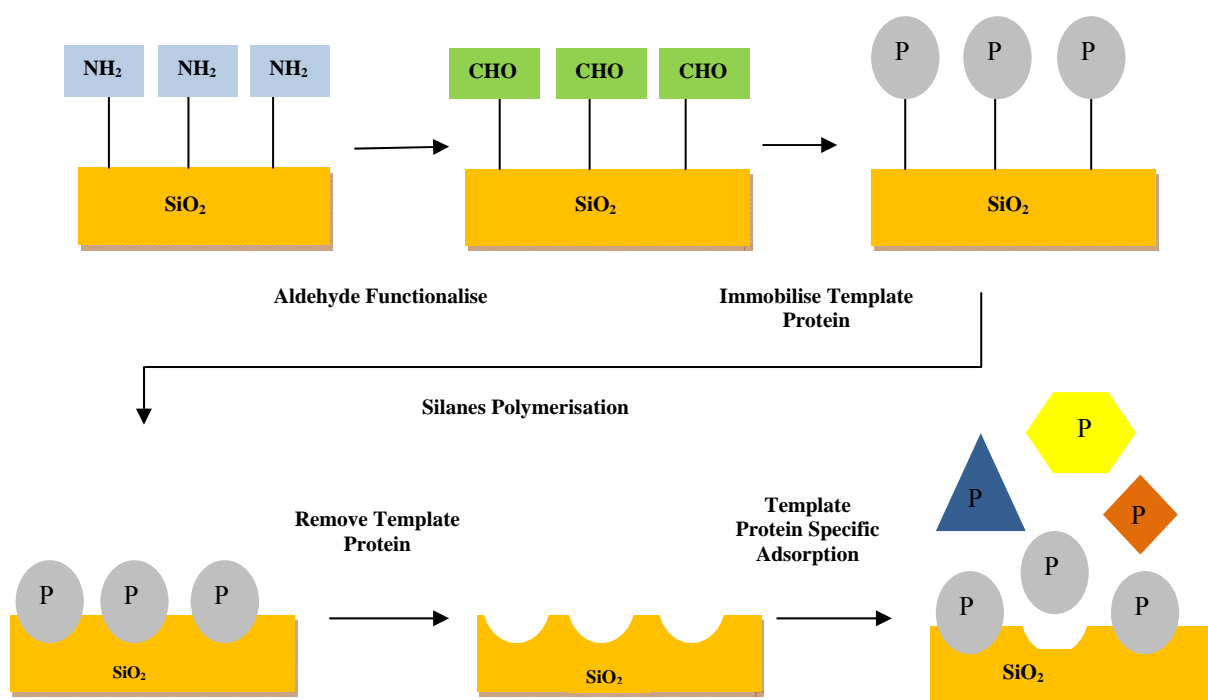 NH₂ NH₂ NH₂
CHO CHO CHO
P P P
SiO₂
SiO₂
SiO₂
Aldehyde Functionalise
Immobilise Template
Protein
Silanes Polymerisation
Remove Template
Protein
Template
Protein Specific
Adsorption
P
P
P
P
P P P
P P
SiO₂
SiO₂
SiO₂